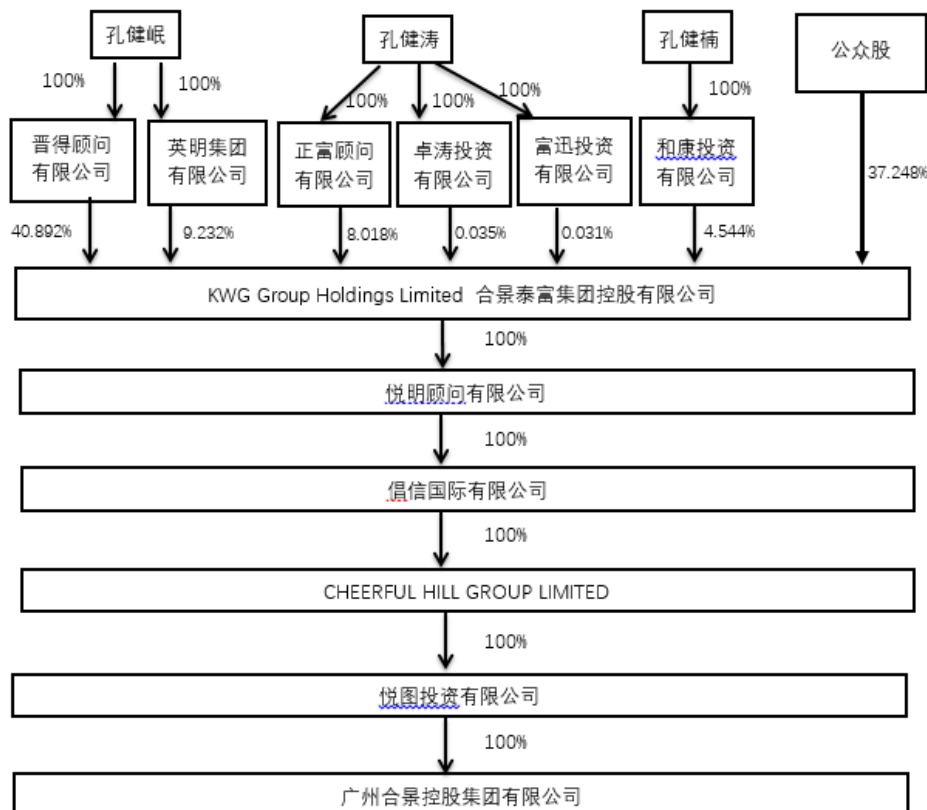 孔健岷
孔健涛
孔健楠
公众股
100%
100%
100%
100%
100%
100%
晋得顾问
有限公司
英明集团
有限公司
正富顾问
有限公司
卓涛投资
有限公司
富迅投资
有限公司
和康投资
有限公司
37.248%
40.892%
9.232%
8.018%
0.035%
0.031%
4.544%
KWG Group Holdings Limited 合景泰富集团控股有限公司
100%
悦明顾问有限公司
100%
倡信国际有限公司
100%
CHEERFUL HILL GROUP LIMITED
100%
悦图投资有限公司
100%
广州合景控股集团有限公司